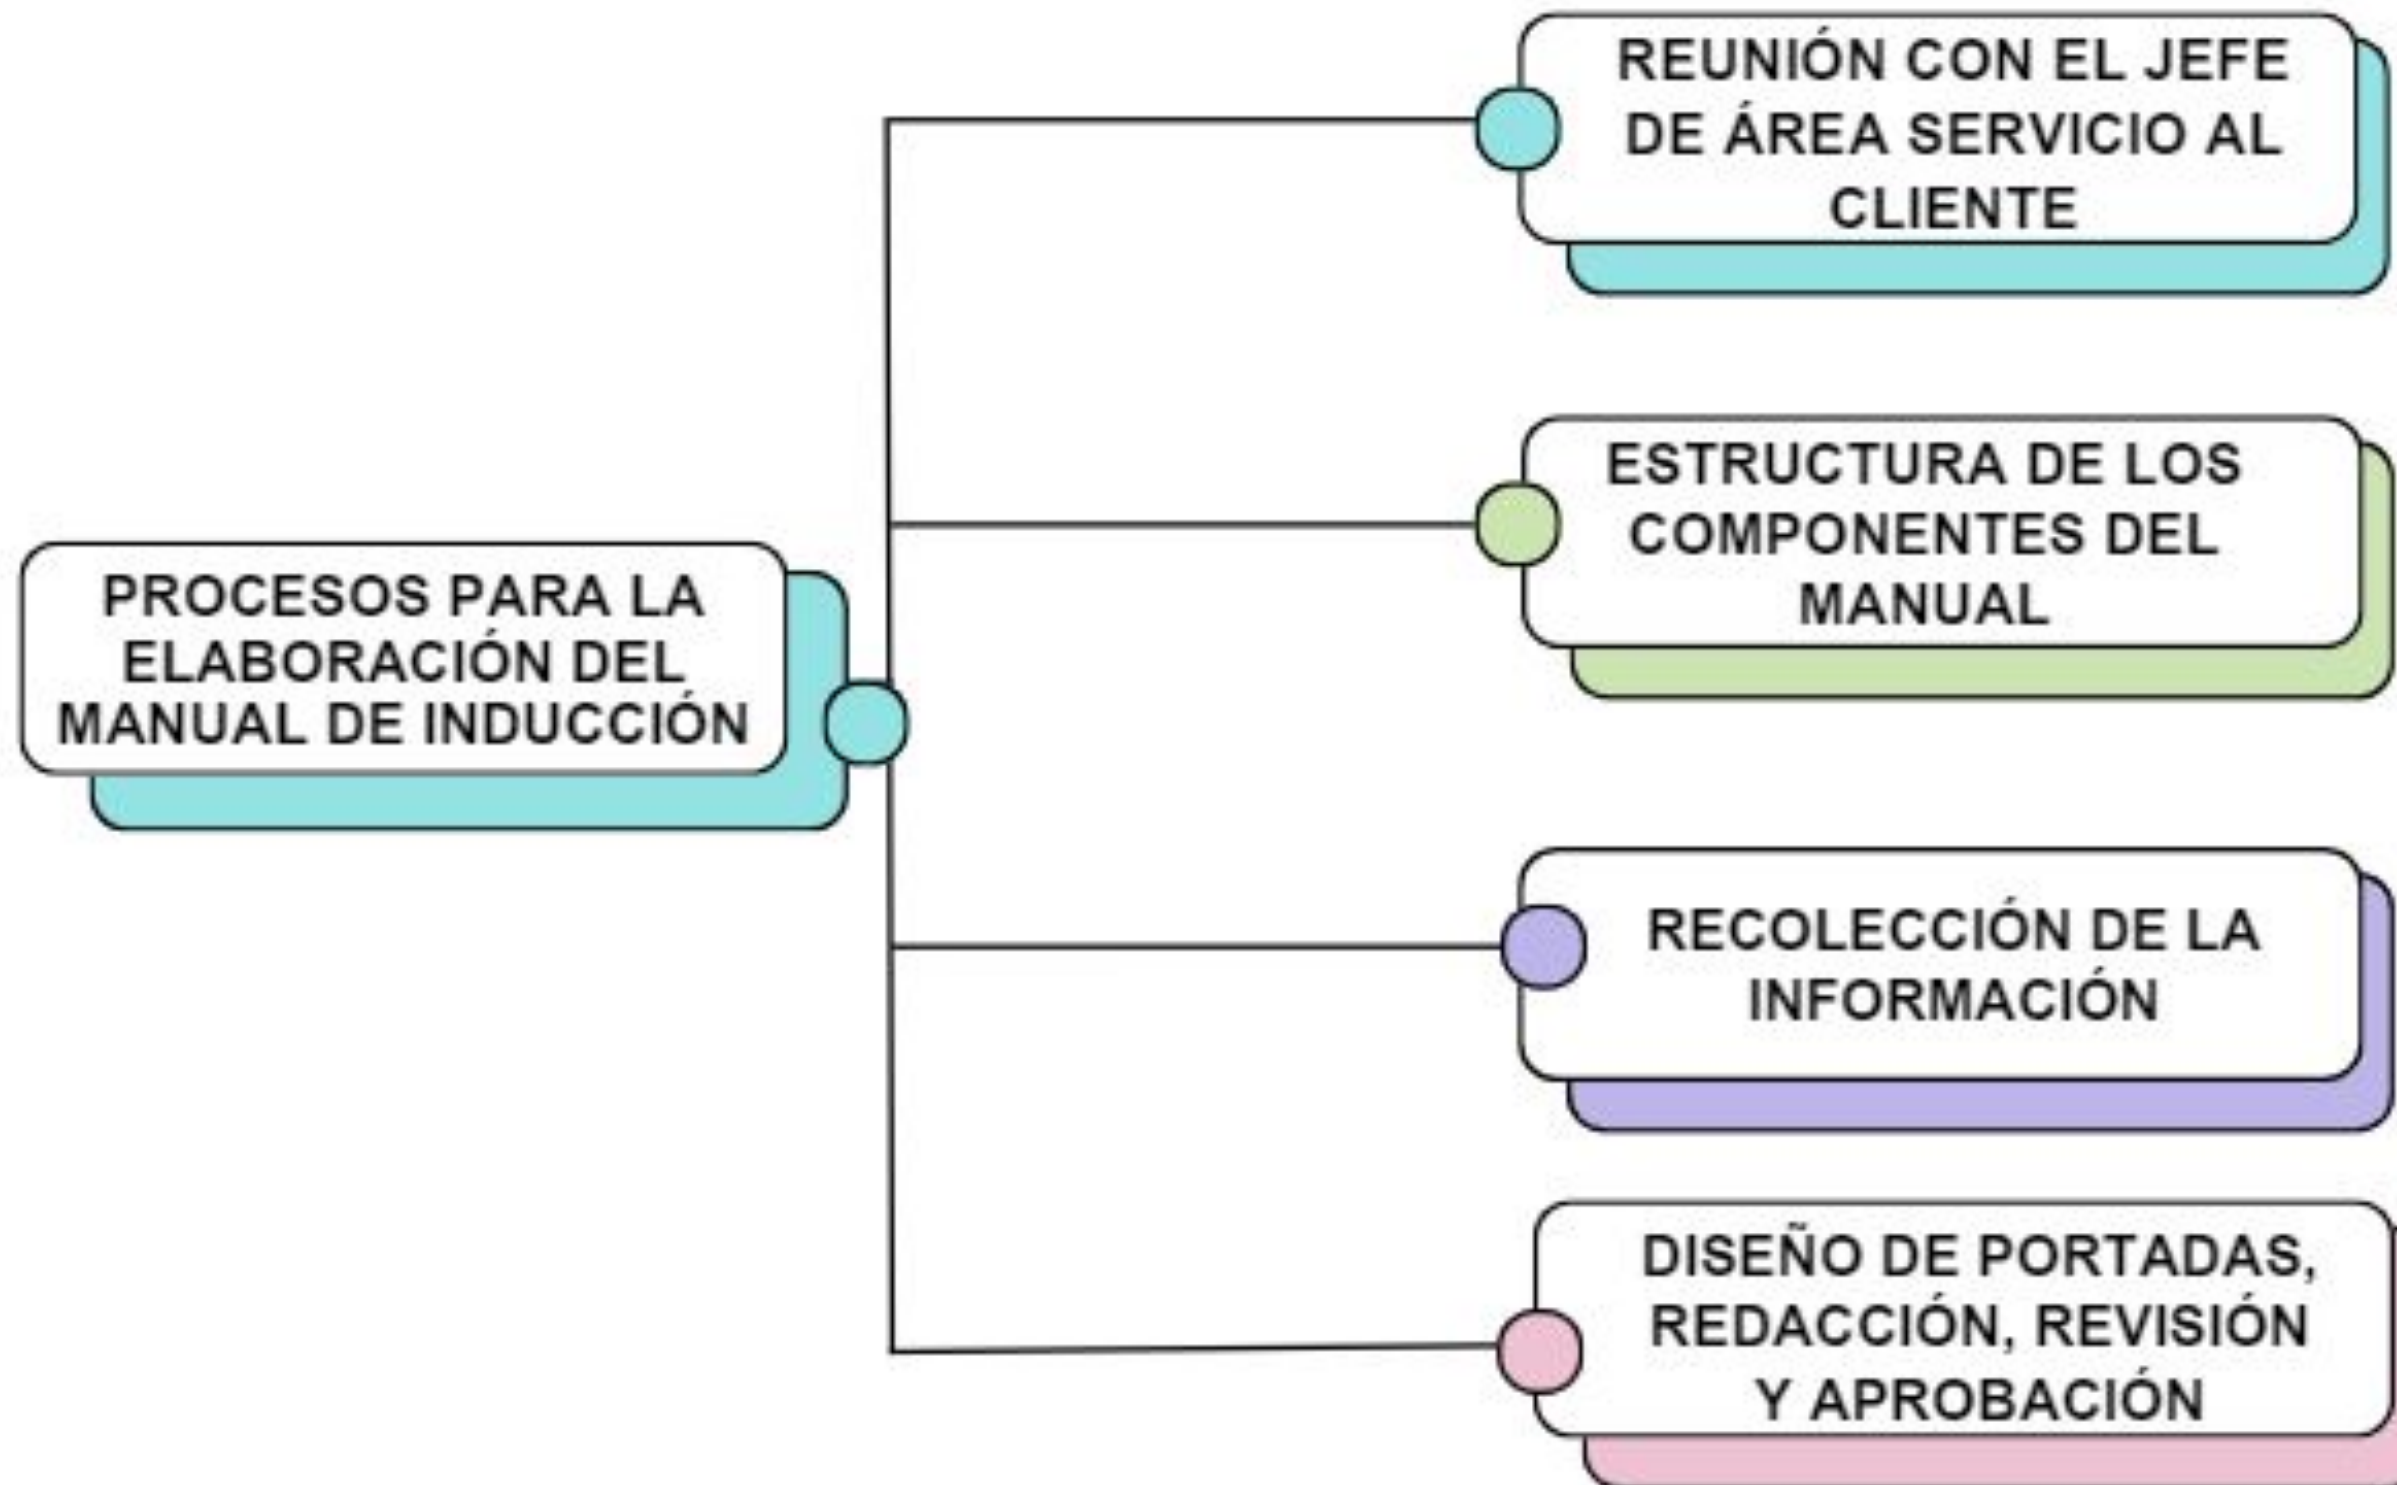 PROCESOS PARA LA
ELABORACIÓN DEL
MANUAL DE INDUCCIÓN
REUNIÓN CON EL JEFE
DE ÁREA SERVICIO AL
CLIENTE
ESTRUCTURA DE LOS
COMPONENTES DEL
MANUAL
RECOLECCIÓN DE LA
INFORMACIÓN
DISEÑO DE PORTADAS,
REDACCIÓN, REVISIÓN
Y APROBACIÓN